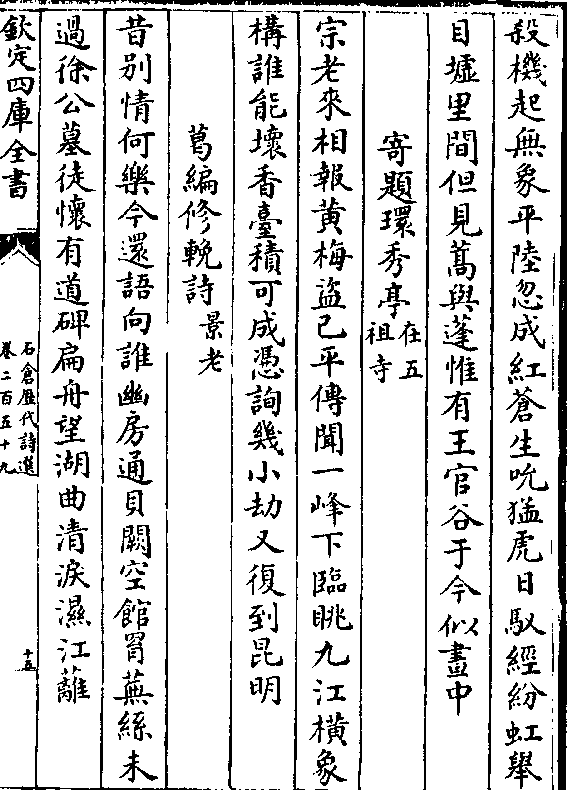 殺機起無象平陸忽成紅蒼生吮猛虎日馭經紛虹舉
目墟里間但見蒿與蓬惟有王官谷于今似畫中
寄題環秀亭在五祖寺
宗老來相報黄梅盜已平傳聞一峰下臨眺九江横象
構誰能壊香臺積可成憑詢幾小劫又復到昆明
葛編修輓詩景老
昔别情何樂今還語向誰幽房通貝闕空館罥蕪絲未
過徐公墓徒懷有道碑扁舟望湖曲清淚濕江蘺
欽定四庫全書
石倉歷代詩選
卷二百五十九
十五